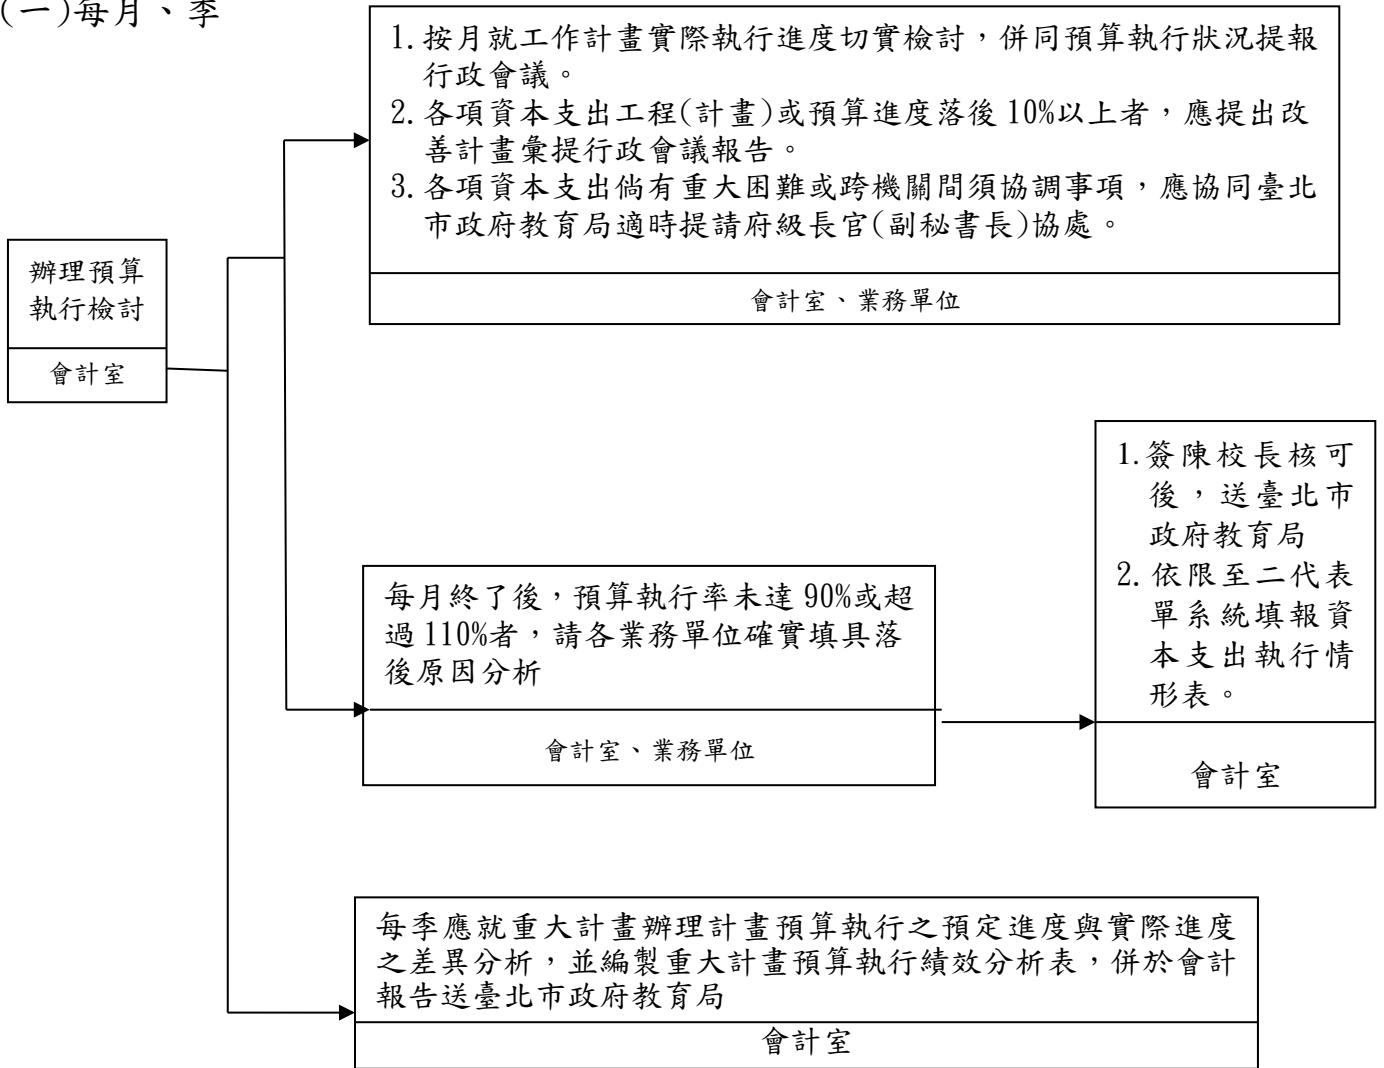 (一)每月、季
1.按月就工作計畫實際執行進度切實檢討，併同預算執行狀況提報
行政會議。
2.各項資本支出工程(計畫)或預算進度落後 10%以上者，應提出改
善計畫彙提行政會議報告。
3.各項資本支出倘有重大困難或跨機關間須協調事項，應協同臺北
市政府教育局適時提請府級長官(副秘書長)協處。
會計室、業務單位
辦理預算
執行檢討
會計室
每月終了後，預算執行率未達 90%或超
過 110%者，請各業務單位確實填具落
後原因分析
會計室、業務單位
1.簽陳校長核可
後，送臺北市
政府教育局
2.依限至二代表
單系統填報資
本支出執行情
形表。
會計室
每季應就重大計畫辦理計畫預算執行之預定進度與實際進度
之差異分析，並編製重大計畫預算執行績效分析表，併於會計
報告送臺北市政府教育局
會計室